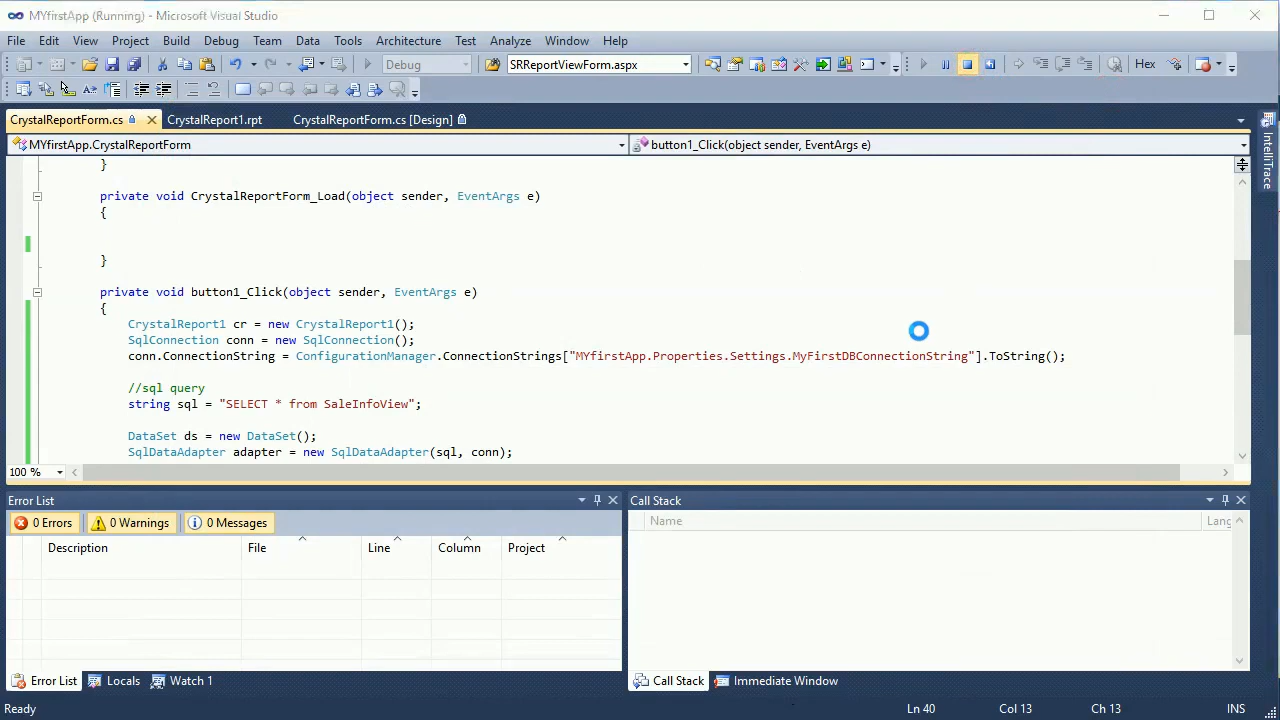 MYfirstApp (Running) - Microsoft Visual Studio
File Edit View Project Build Debug Team Data Tools Architecture Test Analyze Window Help
Debug SRReportViewForm.aspx Hex
CrystalReportForm.cs CrystalReport1.rpt CrystalReportForm.cs [Design]
MYfirstApp.CrystalReportForm button1_Click(object sender, EventArgs e)
IntelliTrace
}
private void CrystalReportForm_Load(object sender, EventArgs e)
{
}
private void button1_Click(object sender, EventArgs e)
{
CrystalReport1 cr = new CrystalReport1();
SqlConnection conn = new SqlConnection();
conn.ConnectionString = ConfigurationManager.ConnectionStrings["MYfirstApp.Properties.Settings.MyFirstDBConnectionString"].ToString();
//sql query
string sql = "SELECT * from SaleInfoView";
DataSet ds = new DataSet();
SqlDataAdapter adapter = new SqlDataAdapter(sql, conn);
100 %
Error List
0 Errors 0 Warnings 0 Messages
Description File Line Column Project
Error List Locals Watch 1
Call Stack
Name Lang
Call Stack Immediate Window
Ready Ln 40 Col 13 Ch 13 INS